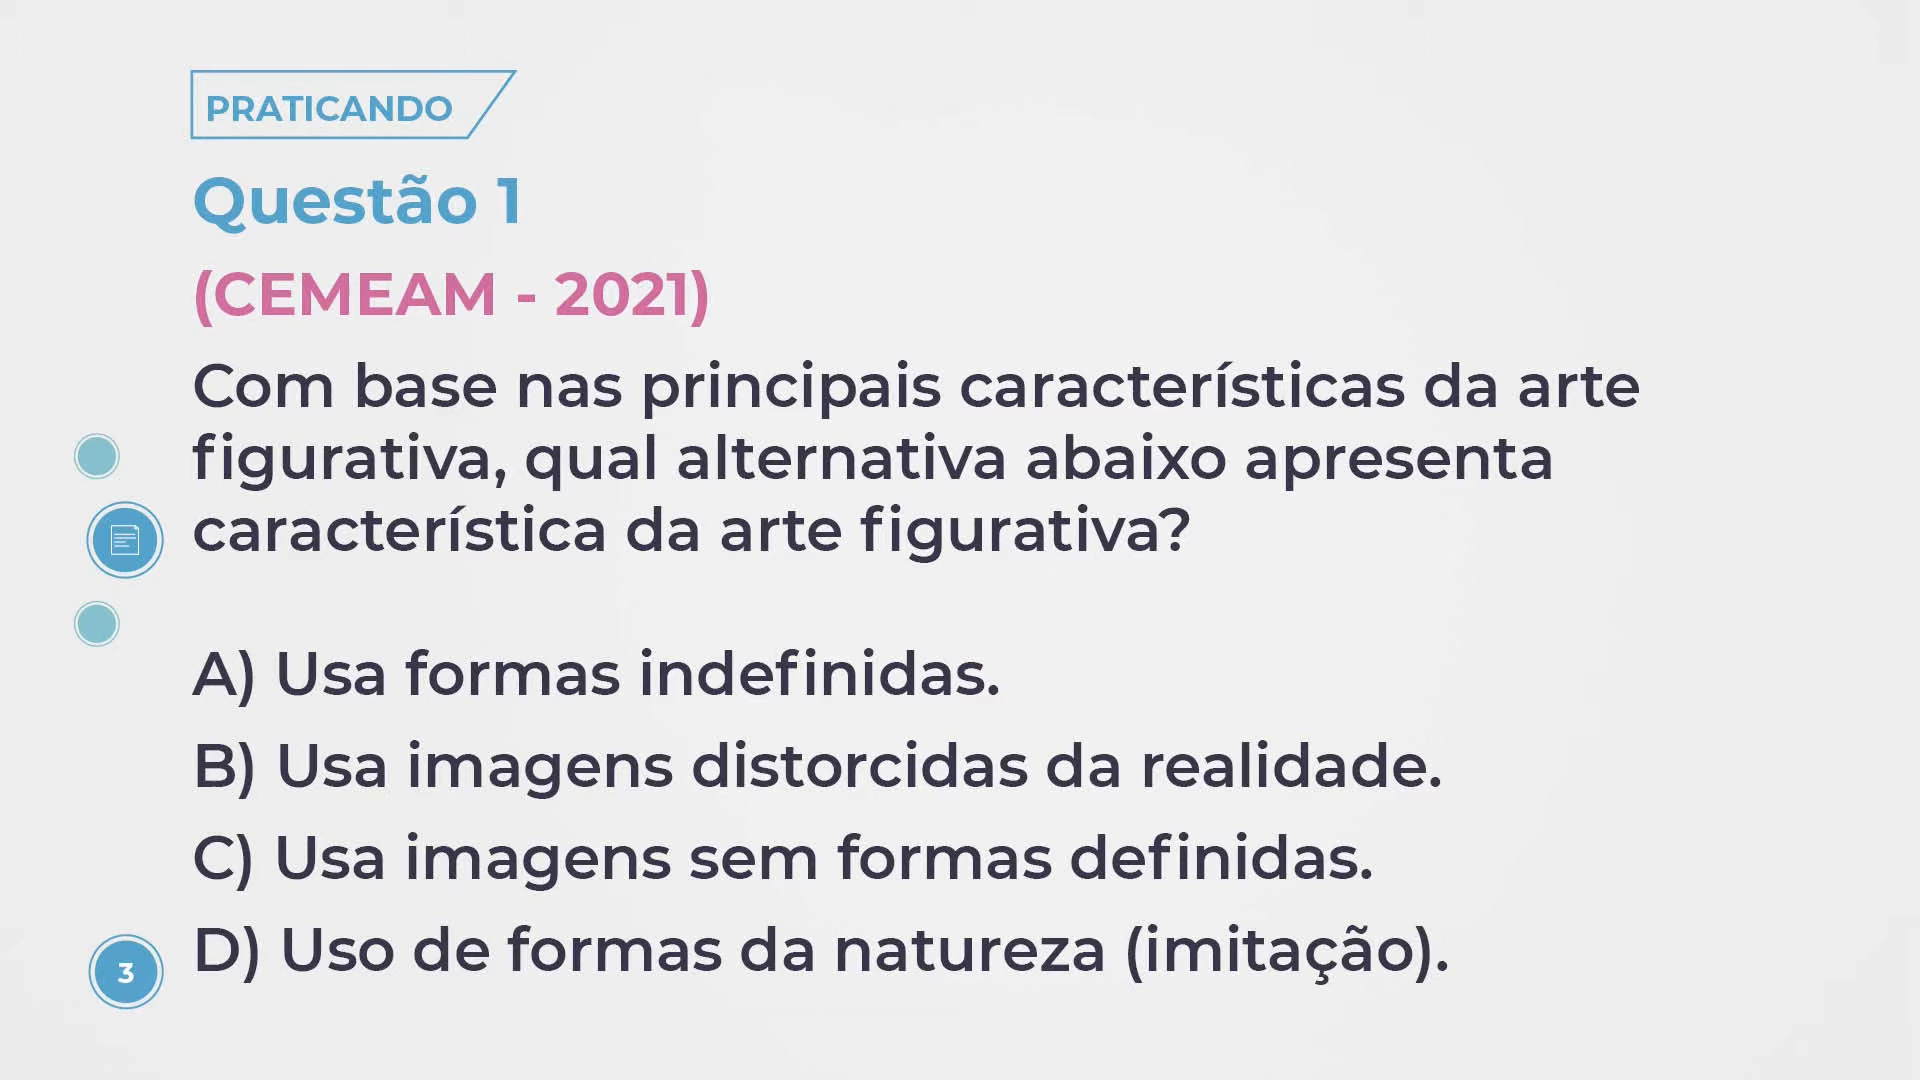 PRATICANDO
Questão 1
(CEMEAM - 2021)
Com base nas principais características da arte
figurativa, qual alternativa abaixo apresenta
característica da arte figurativa?
A) Usa formas indefinidas.
B) Usa imagens distorcidas da realidade.
C) Usa imagens sem formas definidas.
D) Uso de formas da natureza (imitação).
3